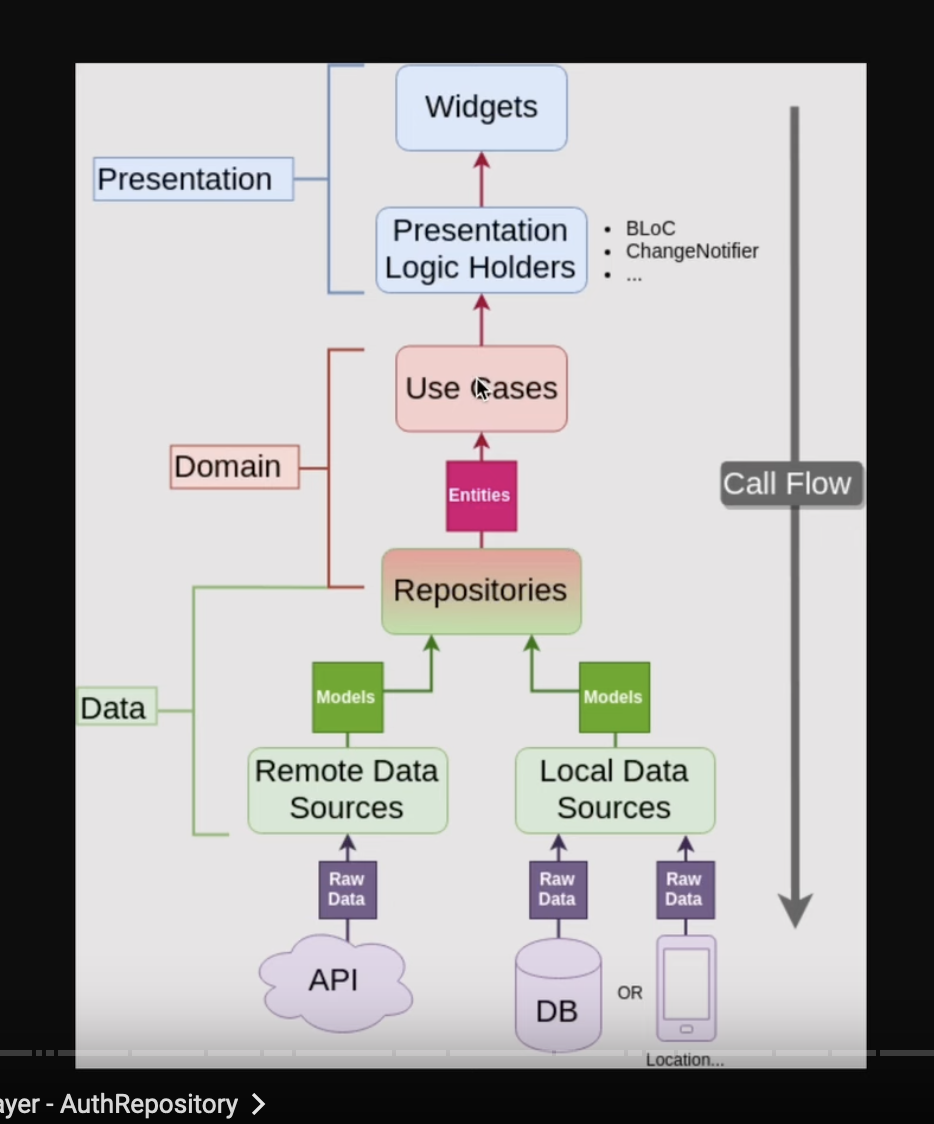 Widgets
Presentation
Presentation
Logic Holders
• BLoC
• ChangeNotifier
• ...
Use Cases
Domain
Call Flow
Entities
Repositories
Models
Models
Data
Remote Data
Sources
Local Data
Sources
Raw
Data
Raw
Data
Raw
Data
API
DB
OR
Location...
ayer - AuthRepository